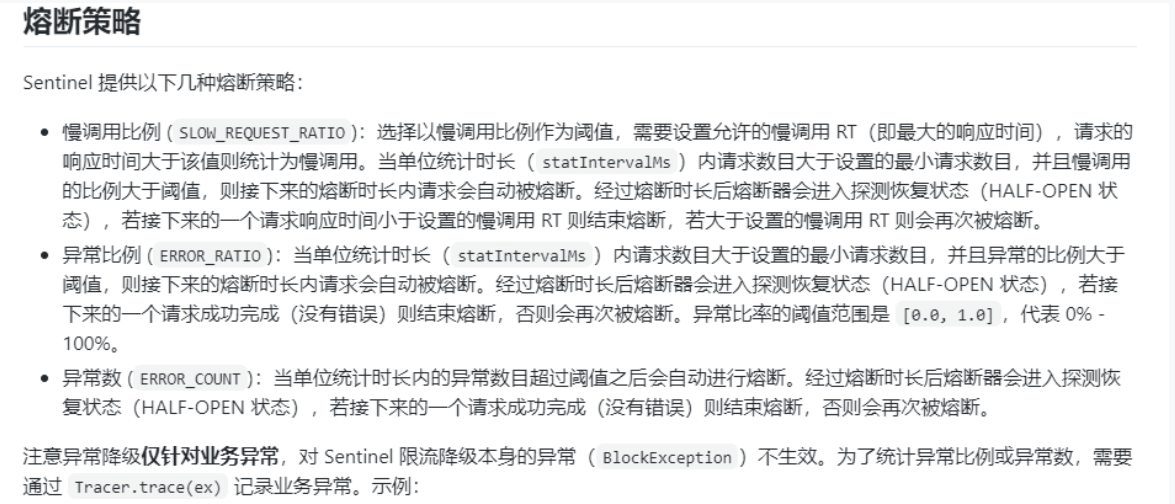 熔断策略
Sentinel 提供以下几种熔断策略：
慢调用比例 ( SLOW_REQUEST_RATIO )：选择以慢调用比例作为阈值，需要设置允许的慢调用 RT（即最大的响应时间），请求的
响应时间大于该值则统计为慢调用。当单位统计时长（ statIntervalMs ）内请求数目大于设置的最小请求数目，并且慢调用
的比例大于阈值，则接下来的熔断时长内请求会自动被熔断。经过熔断时长后熔断器会进入探测恢复状态（HALF-OPEN 状
态），若接下来的一个请求响应时间小于设置的慢调用 RT 则结束熔断，若大于设置的慢调用 RT 则会再次被熔断。
异常比例 ( ERROR_RATIO )：当单位统计时长（ statIntervalMs ）内请求数目大于设置的最小请求数目，并且异常的比例大于
阈值，则接下来的熔断时长内请求会自动被熔断。经过熔断时长后熔断器会进入探测恢复状态（HALF-OPEN 状态），若接
下来的一个请求成功完成（没有错误）则结束熔断，否则会再次被熔断。异常比率的阈值范围是 [0.0, 1.0]，代表 0% -
100%。
异常数 ( ERROR_COUNT )：当单位统计时长内的异常数目超过阈值之后会自动进行熔断。经过熔断时长后熔断器会进入探测恢
复状态（HALF-OPEN 状态），若接下来的一个请求成功完成（没有错误）则结束熔断，否则会再次被熔断。
注意异常降级仅针对业务异常，对 Sentinel 限流降级本身的异常（ BlockException ）不生效。为了统计异常比例或异常数，需要
通过 Tracer.trace(ex) 记录业务异常。示例：